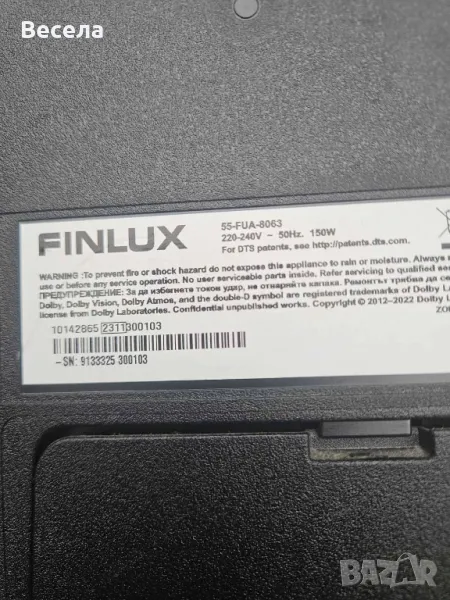 Весела
FINLUX
55-FUA-8063
220-240V ~ 50Hz. 150W
For DTS patents, see http://patents.dts.com.
WARNING: To prevent fire or shock hazard do not expose this appliance to rain or moisture. Always
or before any service operation. No user serviceable parts inside. Refer servicing to qualified
ПРЕДУПРЕЖДЕНИЕ: За да избегнете токов удар, не отваряйте капака. Ремонтът трябва да
Dolby, Dolby Vision, Dolby Atmos, and the double-D symbol are registered trademarks of Dolby
license from Dolby Laboratories. Confidential unpublished works. Copyright © 2012-2022 Dolby
10142865 2311 300103
SN: 9133325 300103
BAZAR